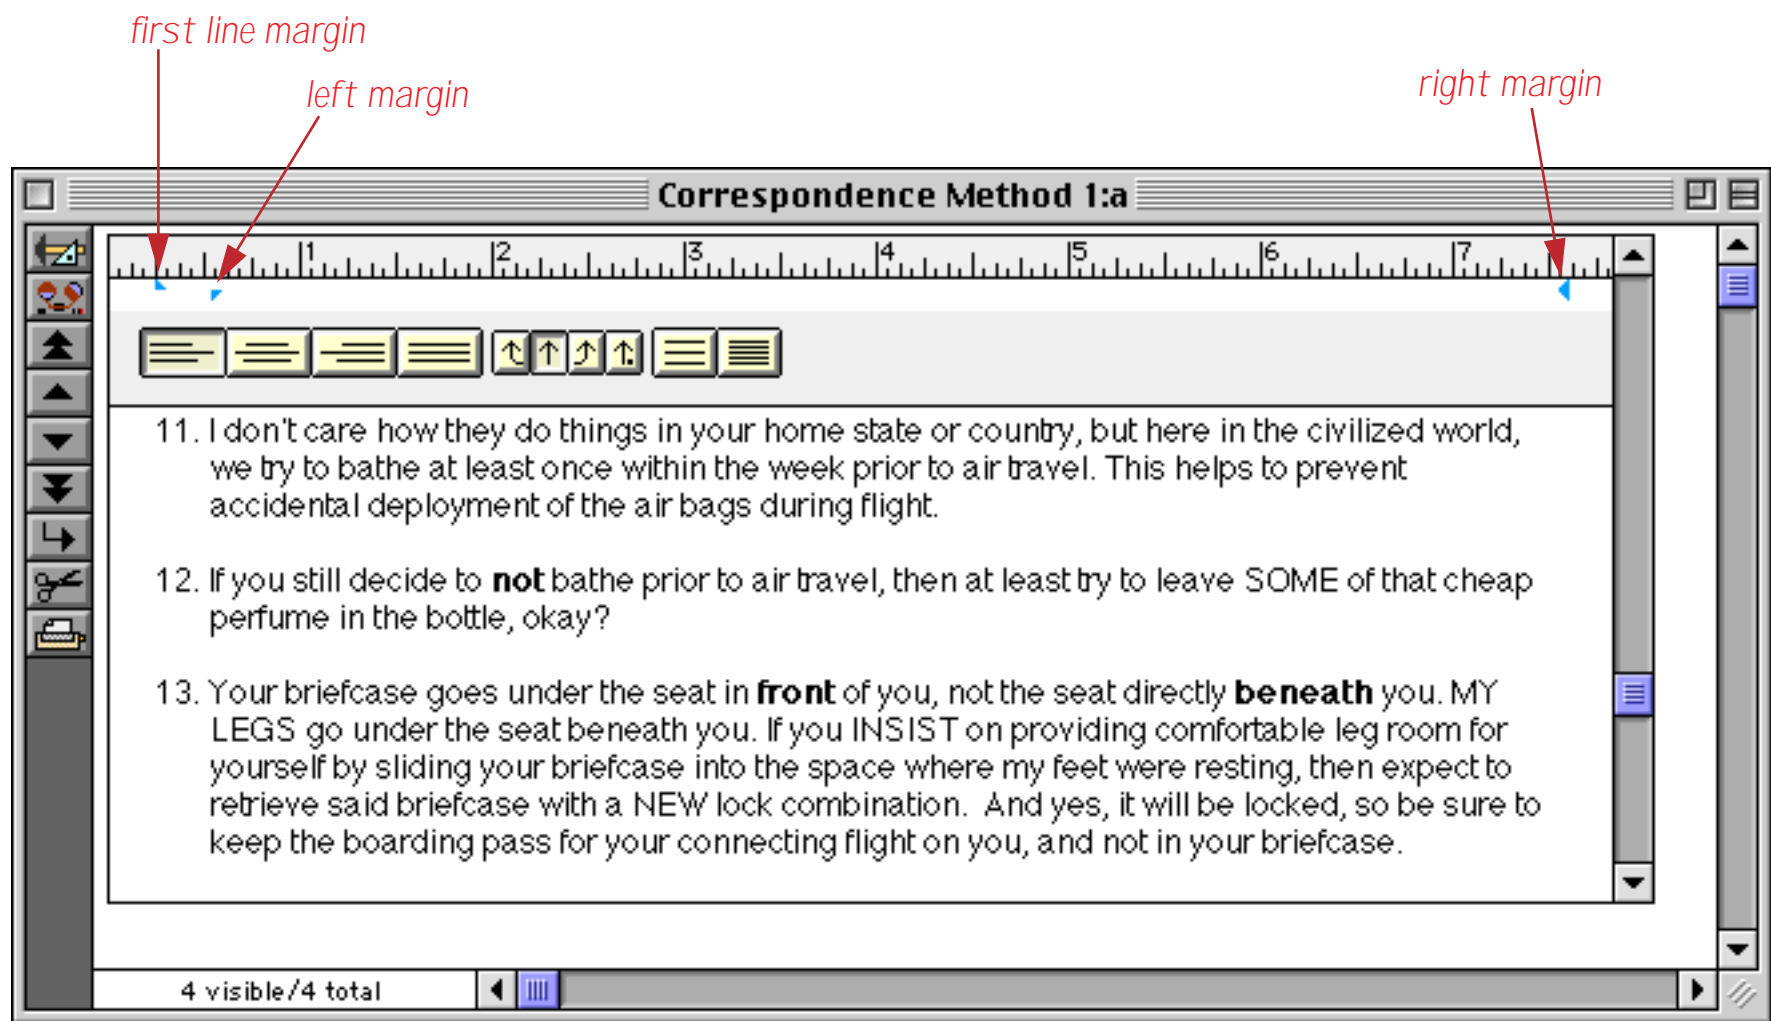 first line margin
left margin
right margin
Correspondence Method 1:a
1 2 3 4 5 6 7
11. I don't care how they do things in your home state or country, but here in the civilized world,
we try to bathe at least once within the week prior to air travel. This helps to prevent
accidental deployment of the air bags during flight.
12. If you still decide to not bathe prior to air travel, then at least try to leave SOME of that cheap
perfume in the bottle, okay?
13. Your briefcase goes under the seat in front of you, not the seat directly beneath you. MY
LEGS go under the seat beneath you. If you INSIST on providing comfortable leg room for
yourself by sliding your briefcase into the space where my feet were resting, then expect to
retrieve said briefcase with a NEW lock combination.  And yes, it will be locked, so be sure to
keep the boarding pass for your connecting flight on you, and not in your briefcase.
4 visible/4 total